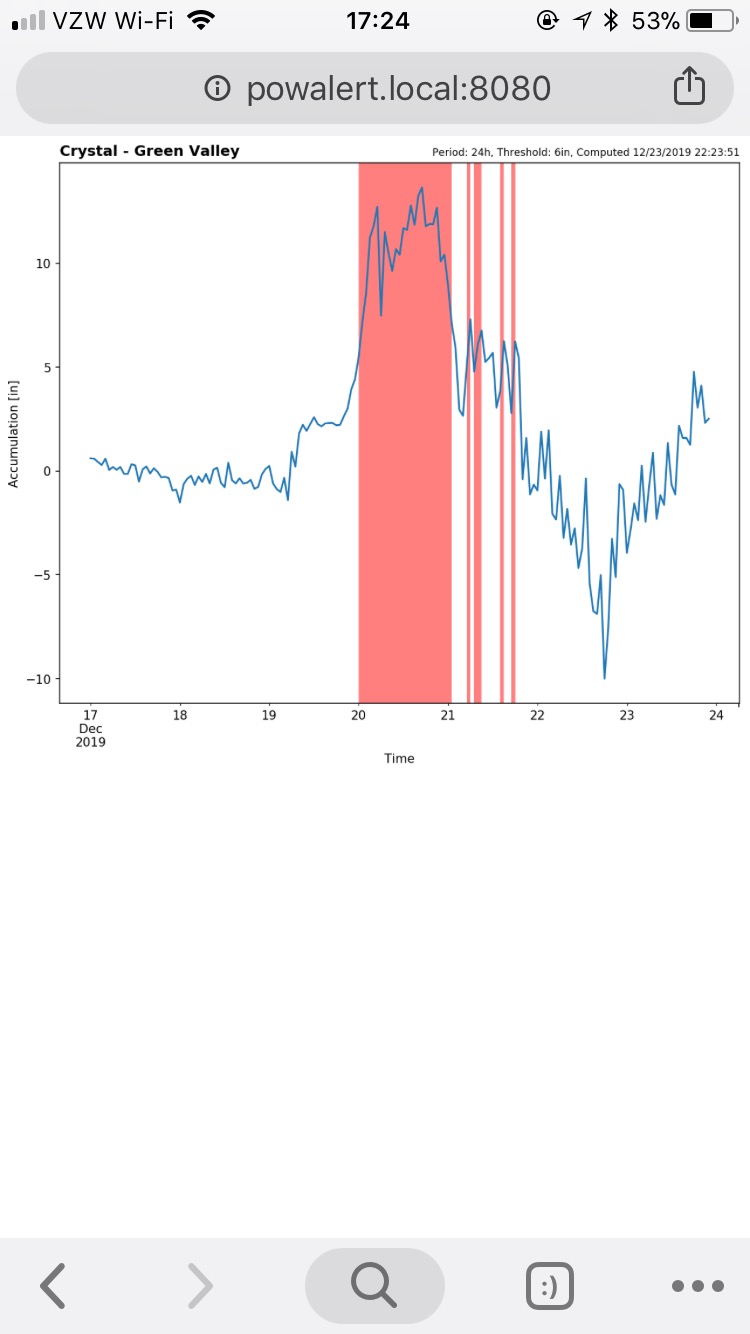 VZW Wi-Fi 17:24 53%
powalert.local:8080
Crystal - Green Valley Period: 24h, Threshold: 6in, Computed 12/23/2019 22:23:51
10
5
0
−5
−10
Accumulation [in]
17 18 19 20 21 22 23 24
Dec
2019
Time
:)